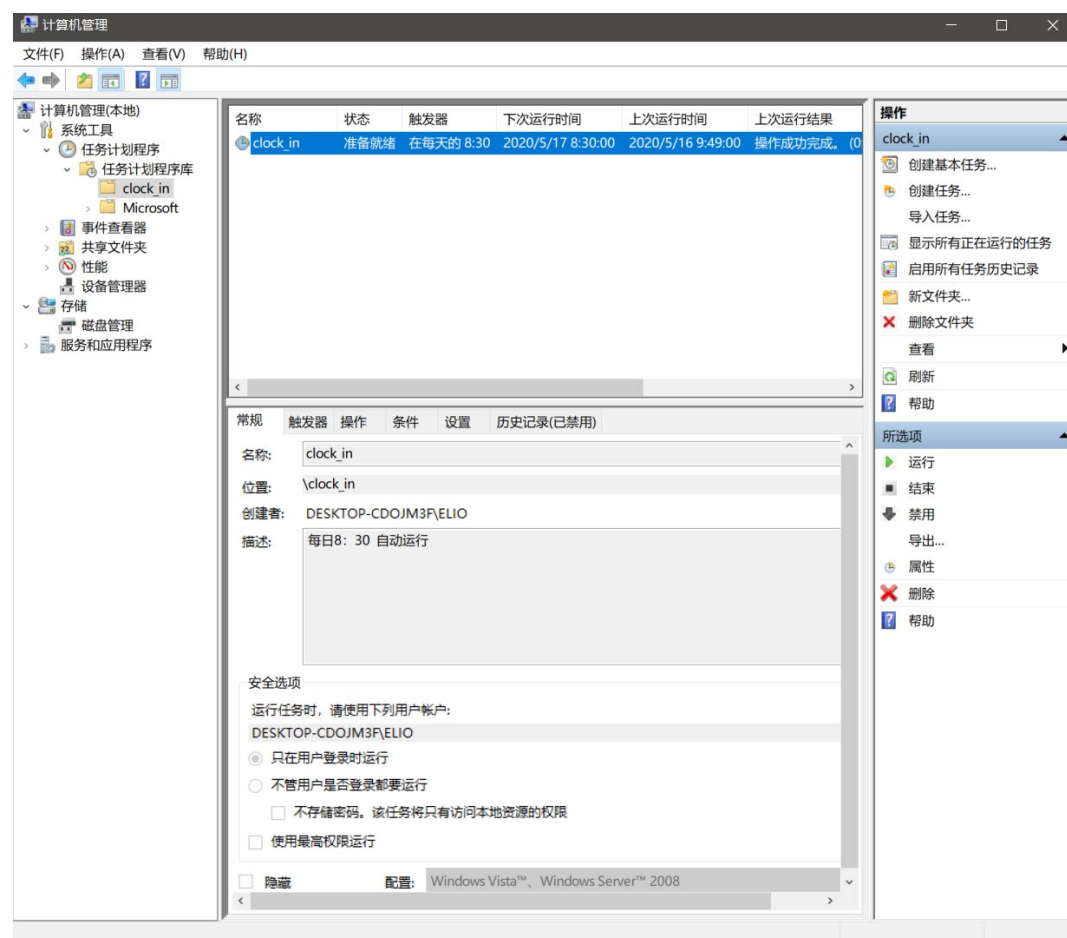 计算机管理
文件(F) 操作(A) 查看(V) 帮助(H)
计算机管理(本地)
系统工具
任务计划程序
任务计划程序库
clock_in
Microsoft
事件查看器
共享文件夹
性能
设备管理器
存储
磁盘管理
服务和应用程序
名称 状态 触发器 下次运行时间 上次运行时间 上次运行结果
clock_in 准备就绪 在每天的 8:30 2020/5/17 8:30:00 2020/5/16 9:49:00 操作成功完成。 (0
常规 触发器 操作 条件 设置 历史记录(已禁用)
名称: clock_in
位置: \clock_in
创建者: DESKTOP-CDOJM3F\ELIO
描述: 每日8：30 自动运行
安全选项
运行任务时，请使用下列用户帐户:
DESKTOP-CDOJM3F\ELIO
只在用户登录时运行
不管用户是否登录都要运行
不存储密码。该任务将只有访问本地资源的权限
使用最高权限运行
隐藏 配置: Windows Vista™、Windows Server™ 2008
操作
clock_in
创建基本任务...
创建任务...
导入任务...
显示所有正在运行的任务
启用所有任务历史记录
新文件夹...
删除文件夹
查看
刷新
帮助
所选项
运行
结束
禁用
导出...
属性
删除
帮助